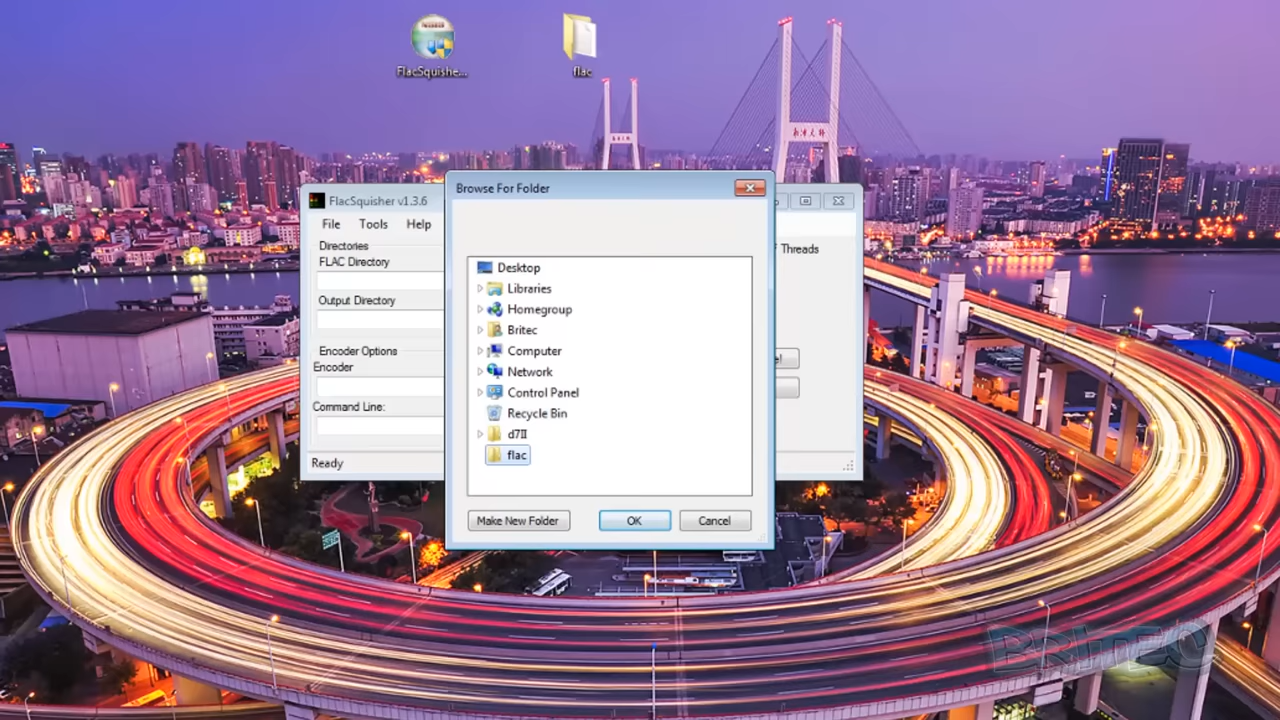 FlacSquishe...
flac
FlacSquisher v1.3.6
File Tools Help
Directories
FLAC Directory
Output Directory
Encoder Options
Encoder
Command Line:
Ready
Threads
Browse For Folder
Desktop
Libraries
Homegroup
Britec
Computer
Network
Control Panel
Recycle Bin
d7II
flac
Make New Folder
OK
Cancel
BRITEC